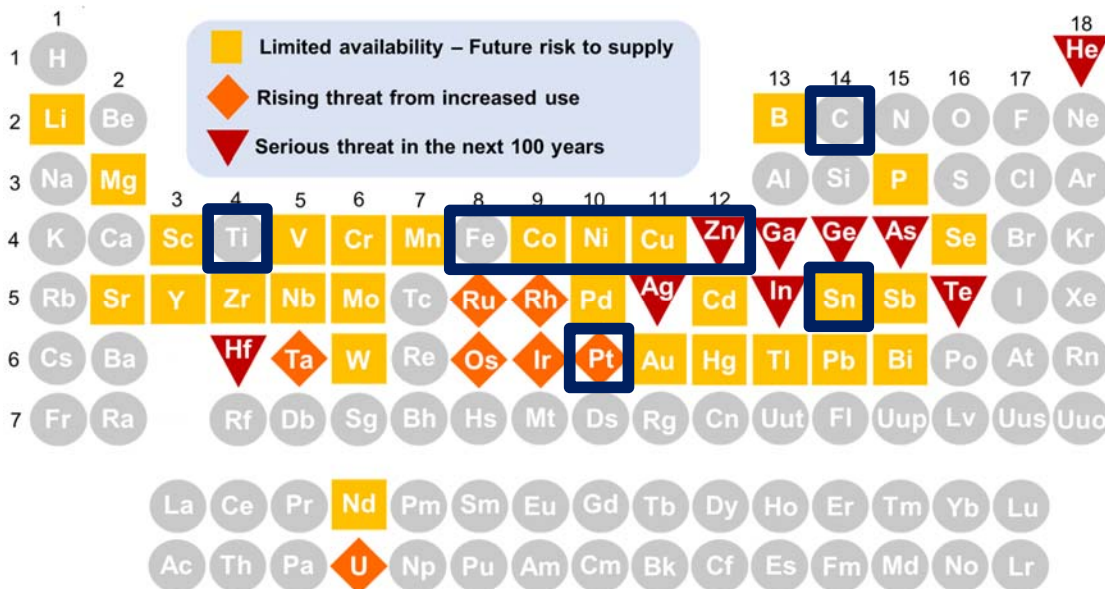 1 18
1 H He
2 13 14 15 16 17
Limited availability – Future risk to supply
Rising threat from increased use
Serious threat in the next 100 years
2 Li Be B C N O F Ne
3 Na Mg Al Si P S Cl Ar
3 4 5 6 7 8 9 10 11 12
4 K Ca Sc Ti V Cr Mn Fe Co Ni Cu Zn Ga Ge As Se Br Kr
5 Rb Sr Y Zr Nb Mo Tc Ru Rh Pd Ag Cd In Sn Sb Te I Xe
6 Cs Ba Hf Ta W Re Os Ir Pt Au Hg Tl Pb Bi Po At Rn
7 Fr Ra Rf Db Sg Bh Hs Mt Ds Rg Cn Uut Fl Uup Lv Uus Uuo
La Ce Pr Nd Pm Sm Eu Gd Tb Dy Ho Er Tm Yb Lu
Ac Th Pa U Np Pu Am Cm Bk Cf Es Fm Md No Lr